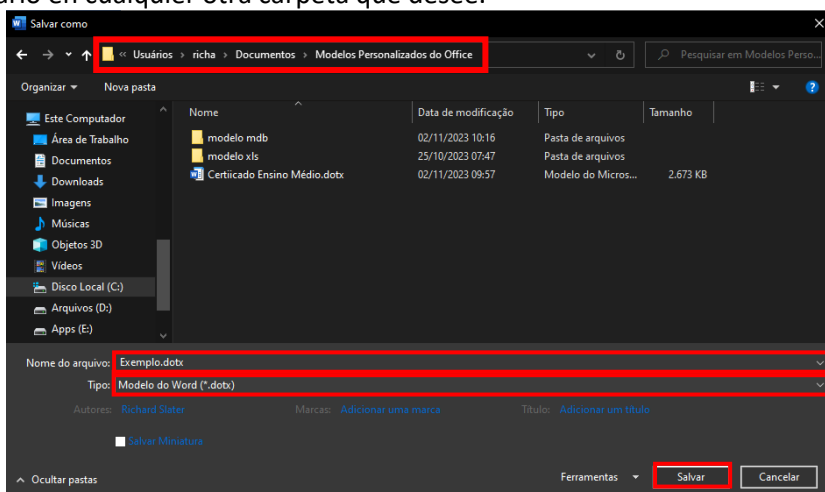 en cualquier otra carpeta que desee.
Salvar como
« Usuários › richa › Documentos › Modelos Personalizados do Office
Pesquisar em Modelos Perso...
Organizar Nova pasta
Nome Data de modificação Tipo Tamanho
Este Computador
Área de Trabalho
Documentos
Downloads
Imagens
Músicas
Objetos 3D
Vídeos
Disco Local (C:)
Arquivos (D:)
Apps (E:)
modelo mdb 02/11/2023 10:16 Pasta de arquivos
modelo xls 25/10/2023 07:47 Pasta de arquivos
Certiicado Ensino Médio.dotx 02/11/2023 09:57 Modelo do Micros... 2.673 KB
Nome do arquivo: Exemplo.dotx
Tipo: Modelo do Word (*.dotx)
Autores: Richard Slater Marcas: Adicionar uma marca Título: Adicionar um título
Salvar Miniatura
Ocultar pastas Ferramentas Salvar Cancelar